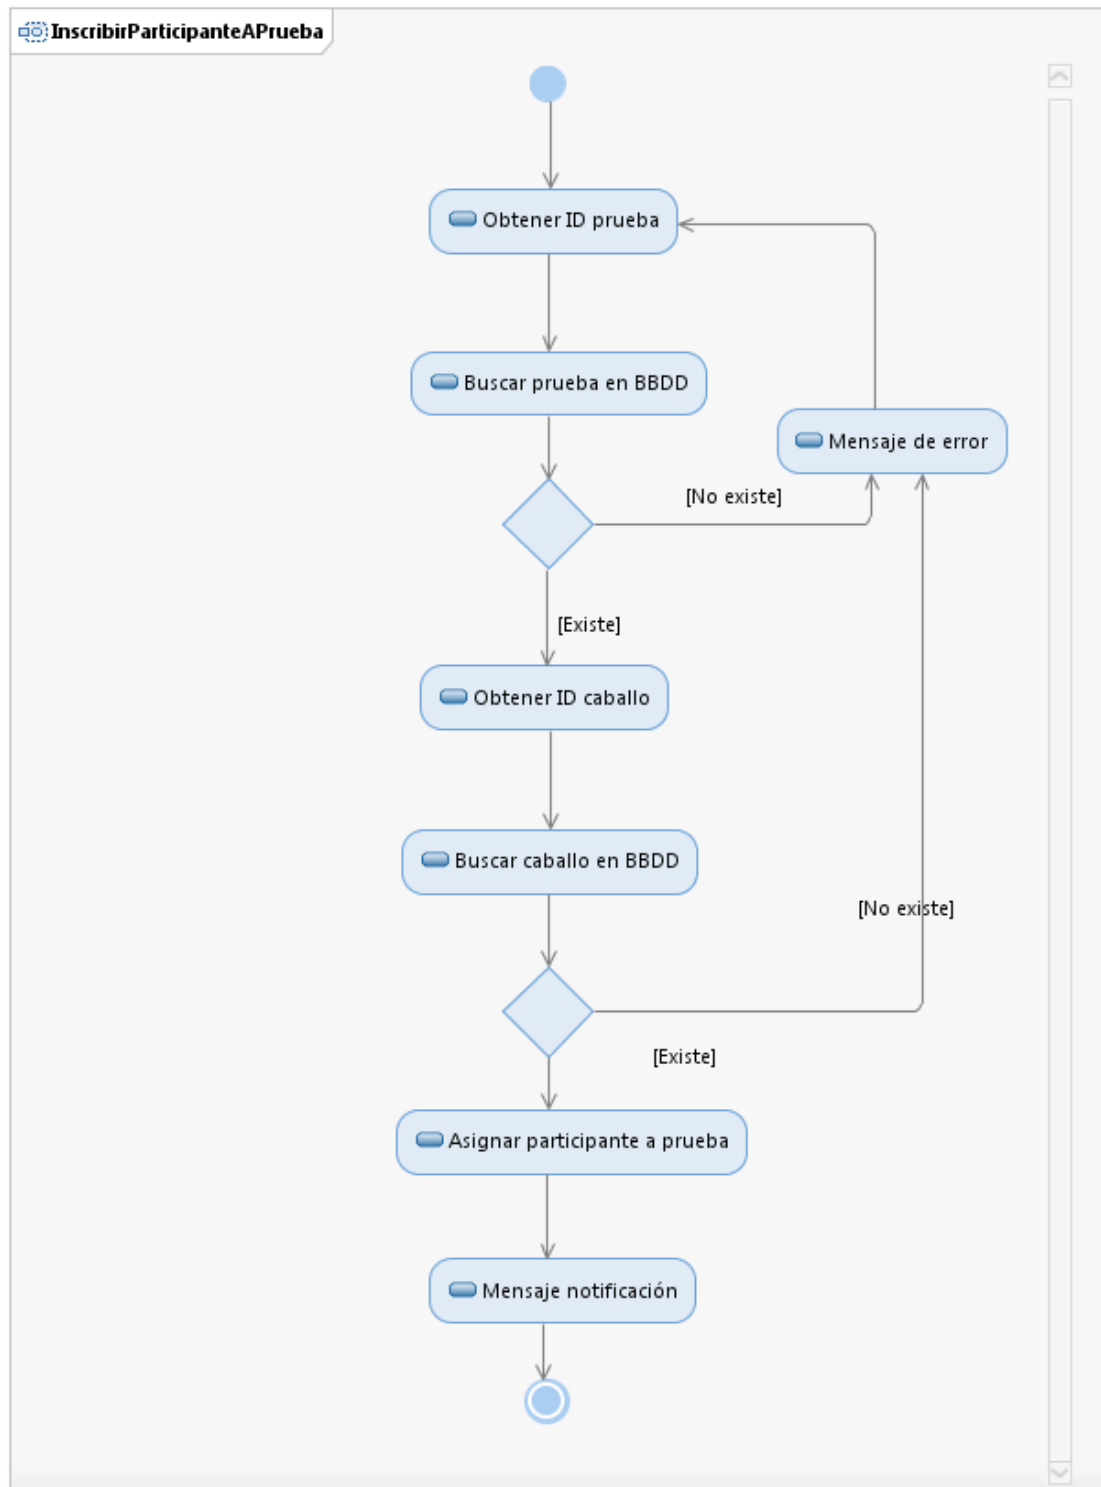 InscribirParticipanteAPrueba
Obtener ID prueba
Buscar prueba en BBDD
Mensaje de error
[No existe]
[Existe]
Obtener ID caballo
Buscar caballo en BBDD
[No existe]
[Existe]
Asignar participante a prueba
Mensaje notificación